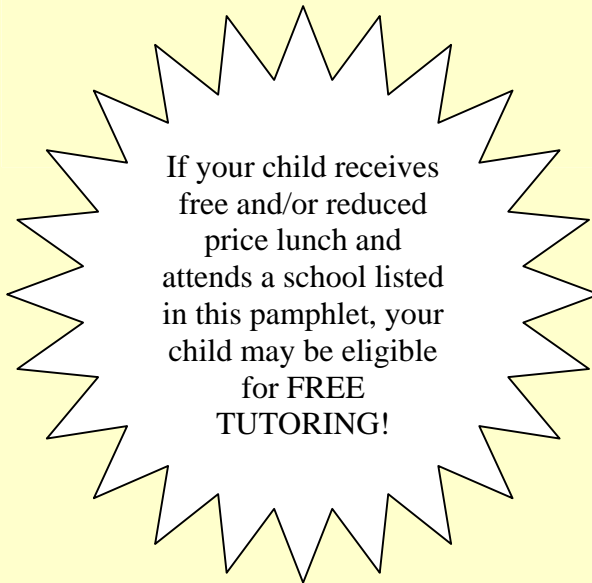 If your child receives
free and/or reduced
price lunch and
attends a school listed
in this pamphlet, your
child may be eligible
for FREE
TUTORING!